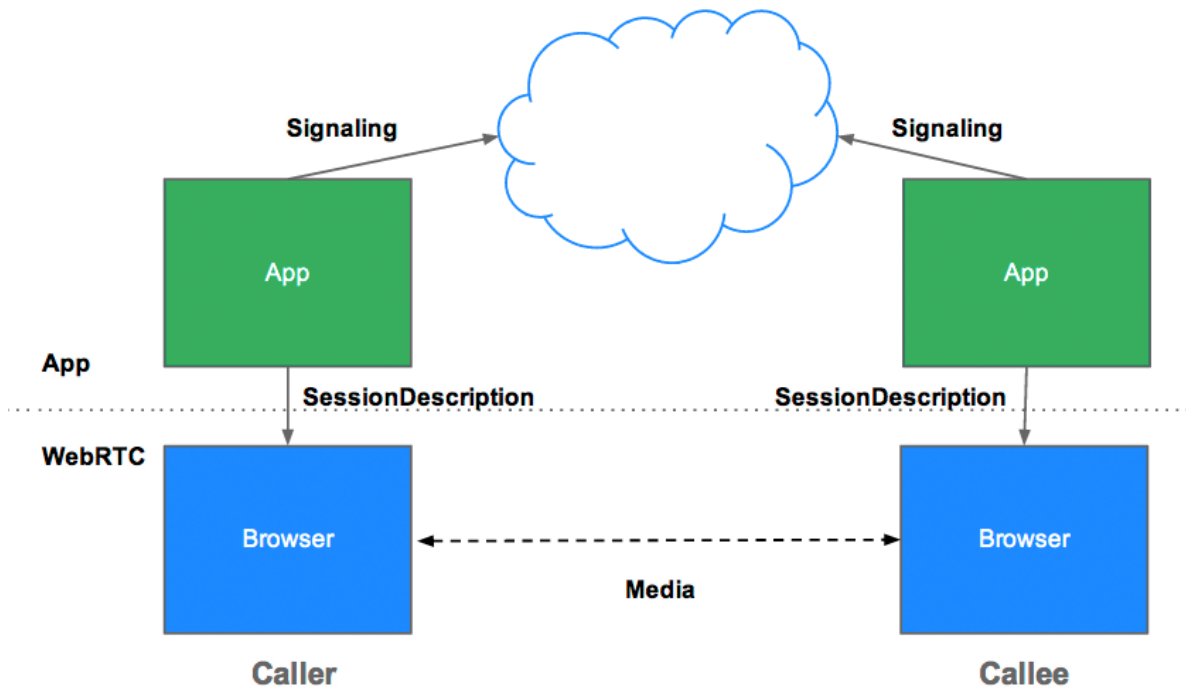 Signaling
Signaling
App
App
App
SessionDescription
SessionDescription
WebRTC
Browser
Browser
Media
Caller
Callee